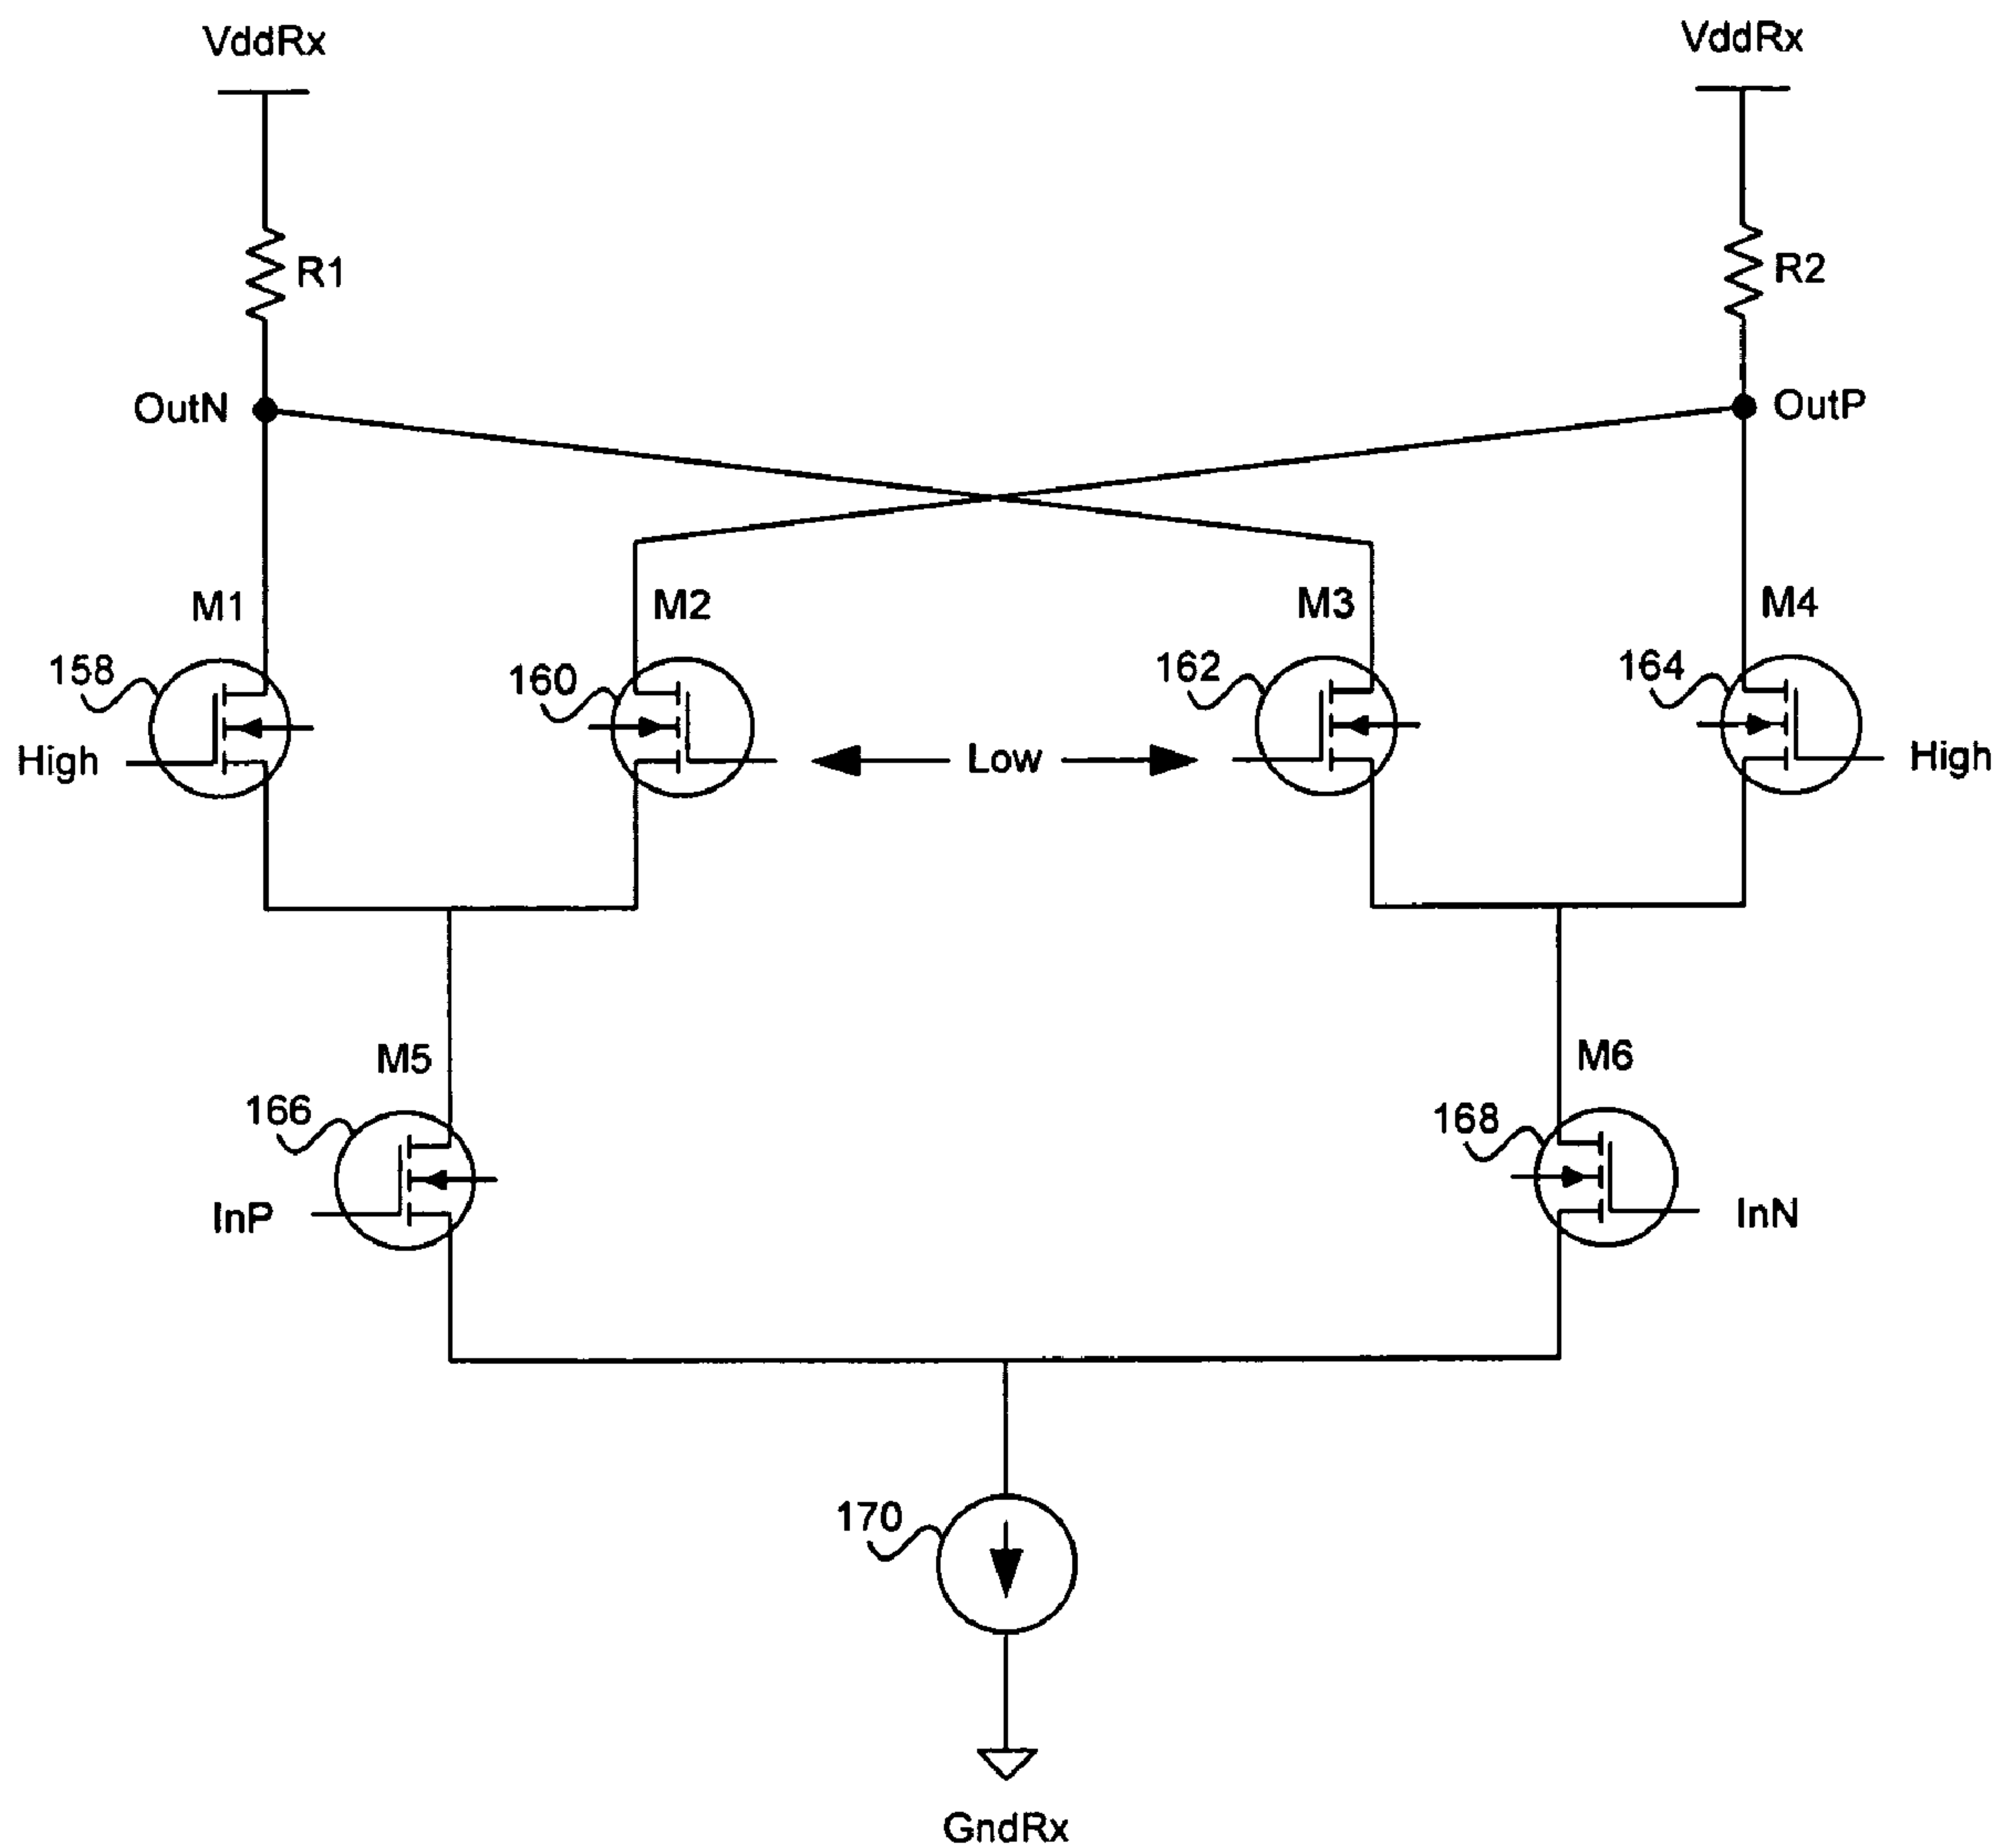 VddRx
VddRx
R1
R2
OutN
OutP
M1
M2
M3
M4
158
160
162
164
High
Low
High
M5
M6
166
168
InP
InN
170
GndRx